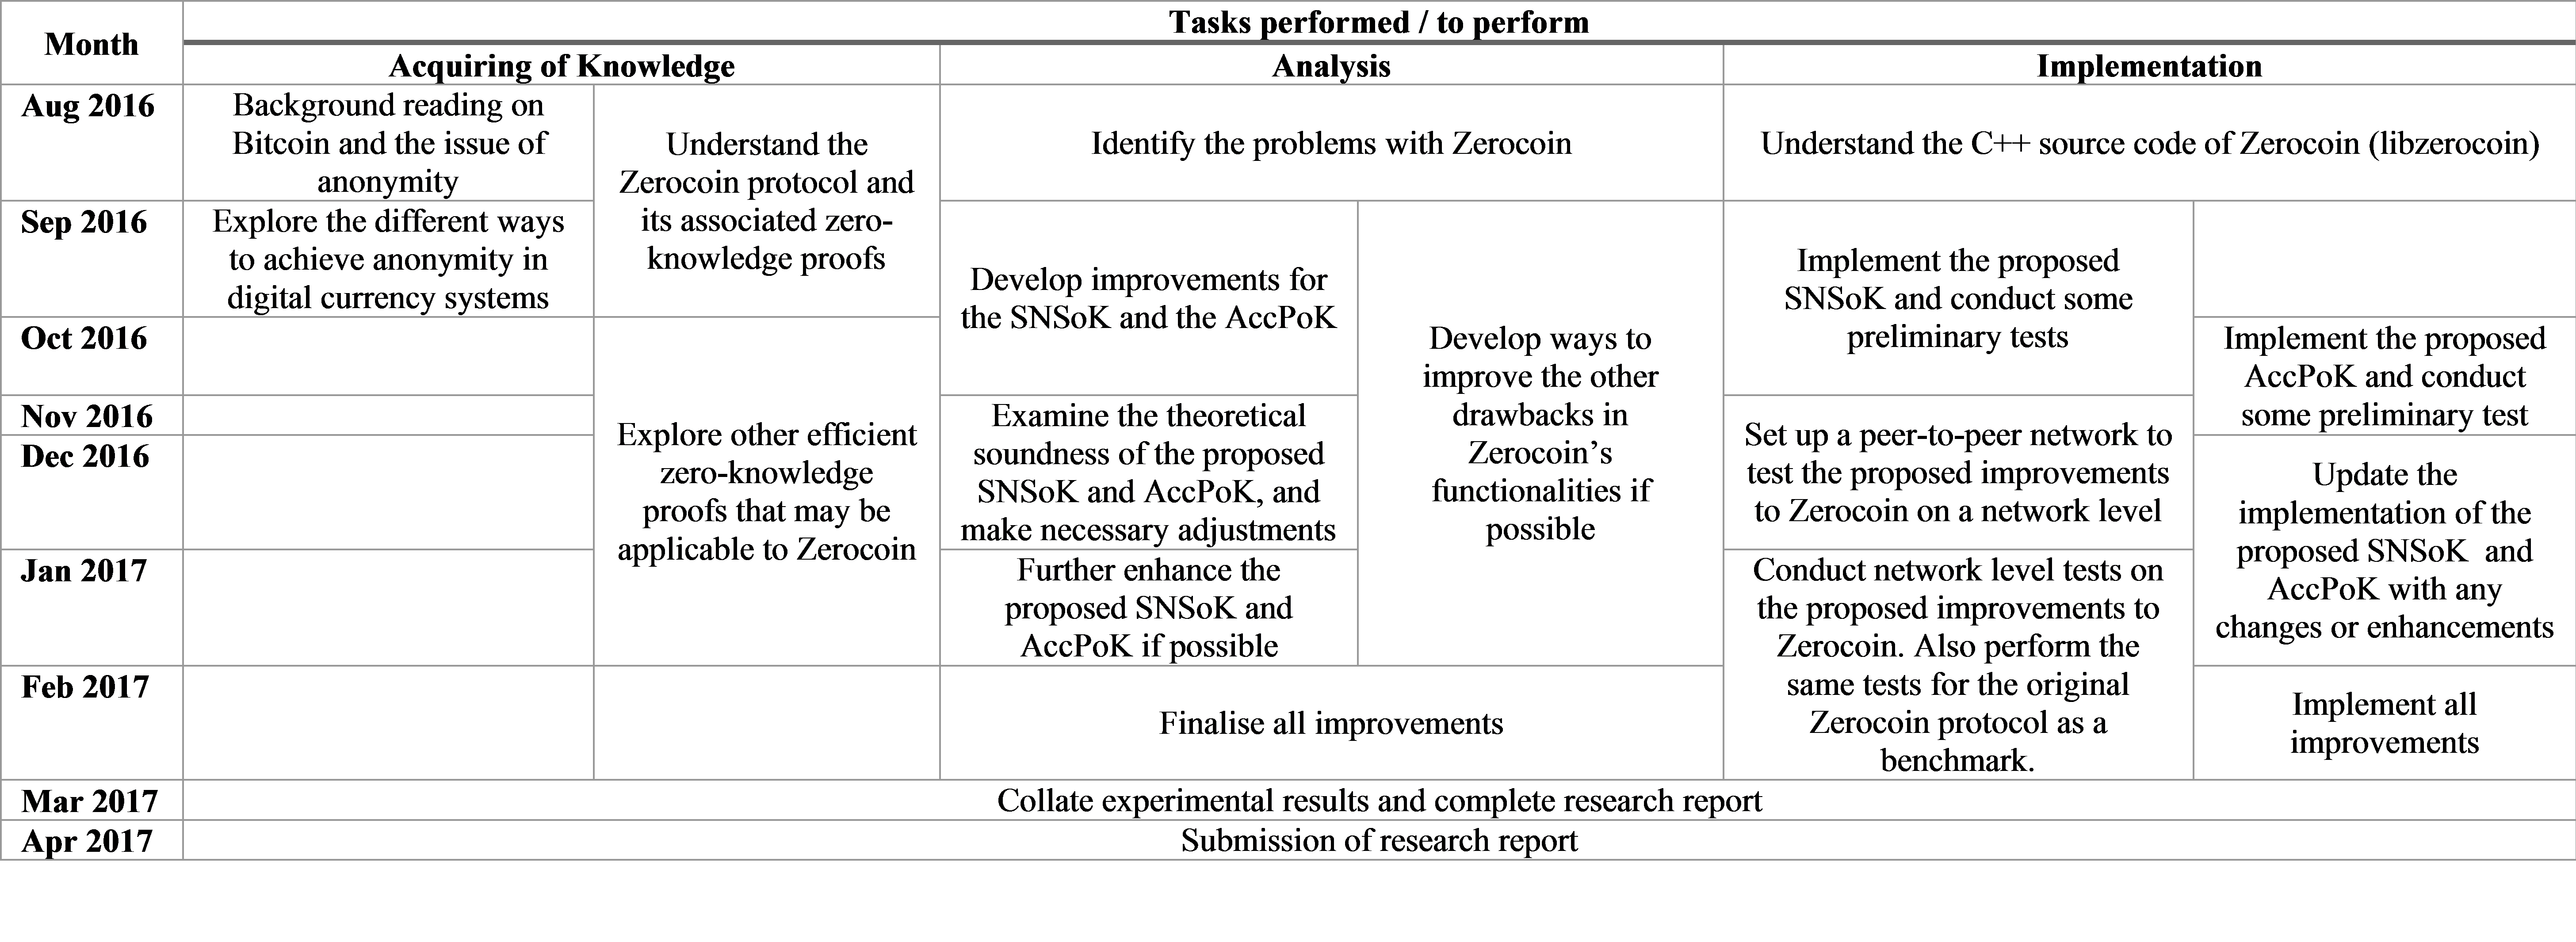 Month
Tasks performed / to perform
Acquiring of Knowledge
Analysis
Implementation
Aug 2016
Background reading on
Bitcoin and the issue of
anonymity
Understand the
Zerocoin protocol and
its associated zero-
knowledge proofs
Identify the problems with Zerocoin
Understand the C++ source code of Zerocoin (libzerocoin)
Sep 2016
Explore the different ways
to achieve anonymity in
digital currency systems
Develop improvements for
the SNSoK and the AccPoK
Develop ways to
improve the other
drawbacks in
Zerocoin’s
functionalities if
possible
Implement the proposed
SNSoK and conduct some
preliminary tests
Oct 2016
Explore other efficient
zero-knowledge
proofs that may be
applicable to Zerocoin
Implement the proposed
AccPoK and conduct
some preliminary test
Nov 2016
Examine the theoretical
soundness of the proposed
SNSoK and AccPoK, and
make necessary adjustments
Set up a peer-to-peer network to
test the proposed improvements
to Zerocoin on a network level
Dec 2016
Update the
implementation of the
proposed SNSoK  and
AccPoK with any
changes or enhancements
Jan 2017
Further enhance the
proposed SNSoK and
AccPoK if possible
Conduct network level tests on
the proposed improvements to
Zerocoin. Also perform the
same tests for the original
Zerocoin protocol as a
benchmark.
Feb 2017
Finalise all improvements
Implement all
improvements
Mar 2017
Collate experimental results and complete research report
Apr 2017
Submission of research report